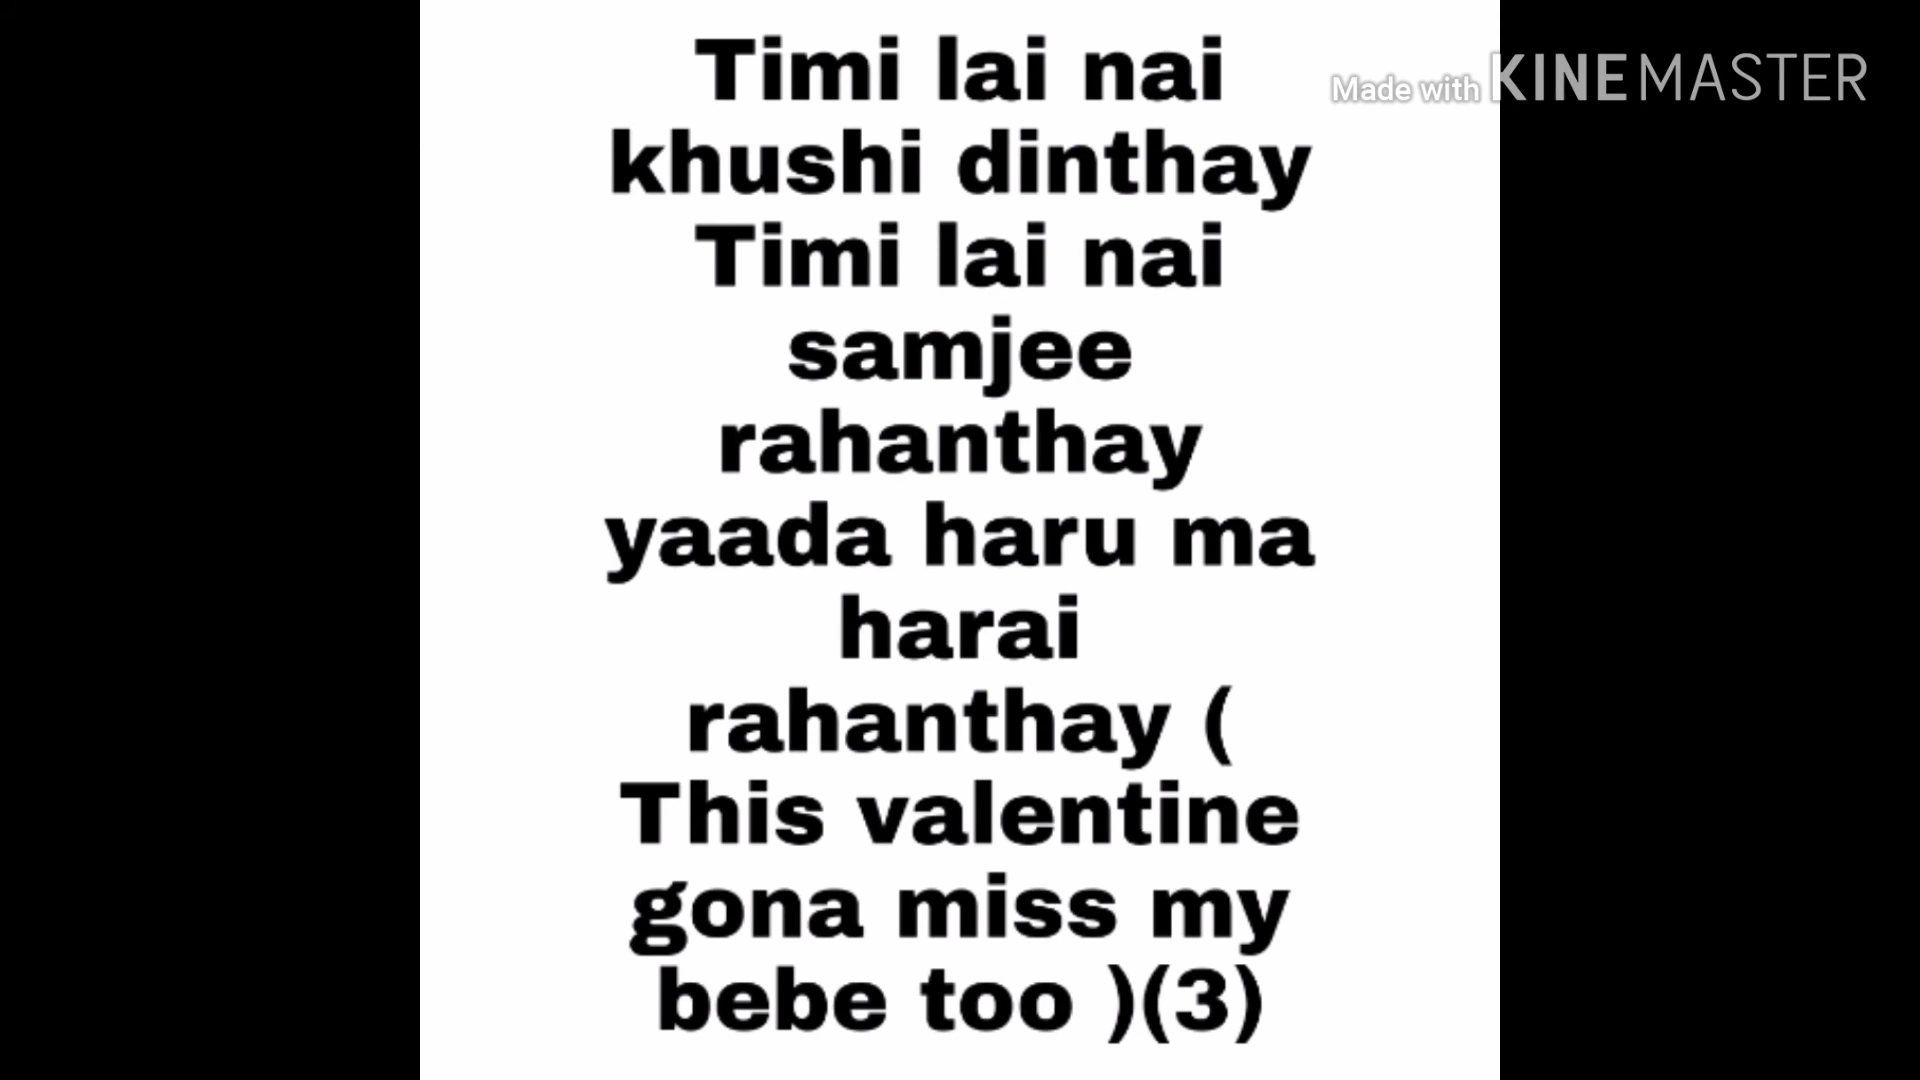 Timi lai nai
Made with KINEMASTER
khushi dinthay
Timi lai nai
samjee
rahanthay
yaada haru ma
harai
rahanthay (
This valentine
gona miss my
bebe too )(3)